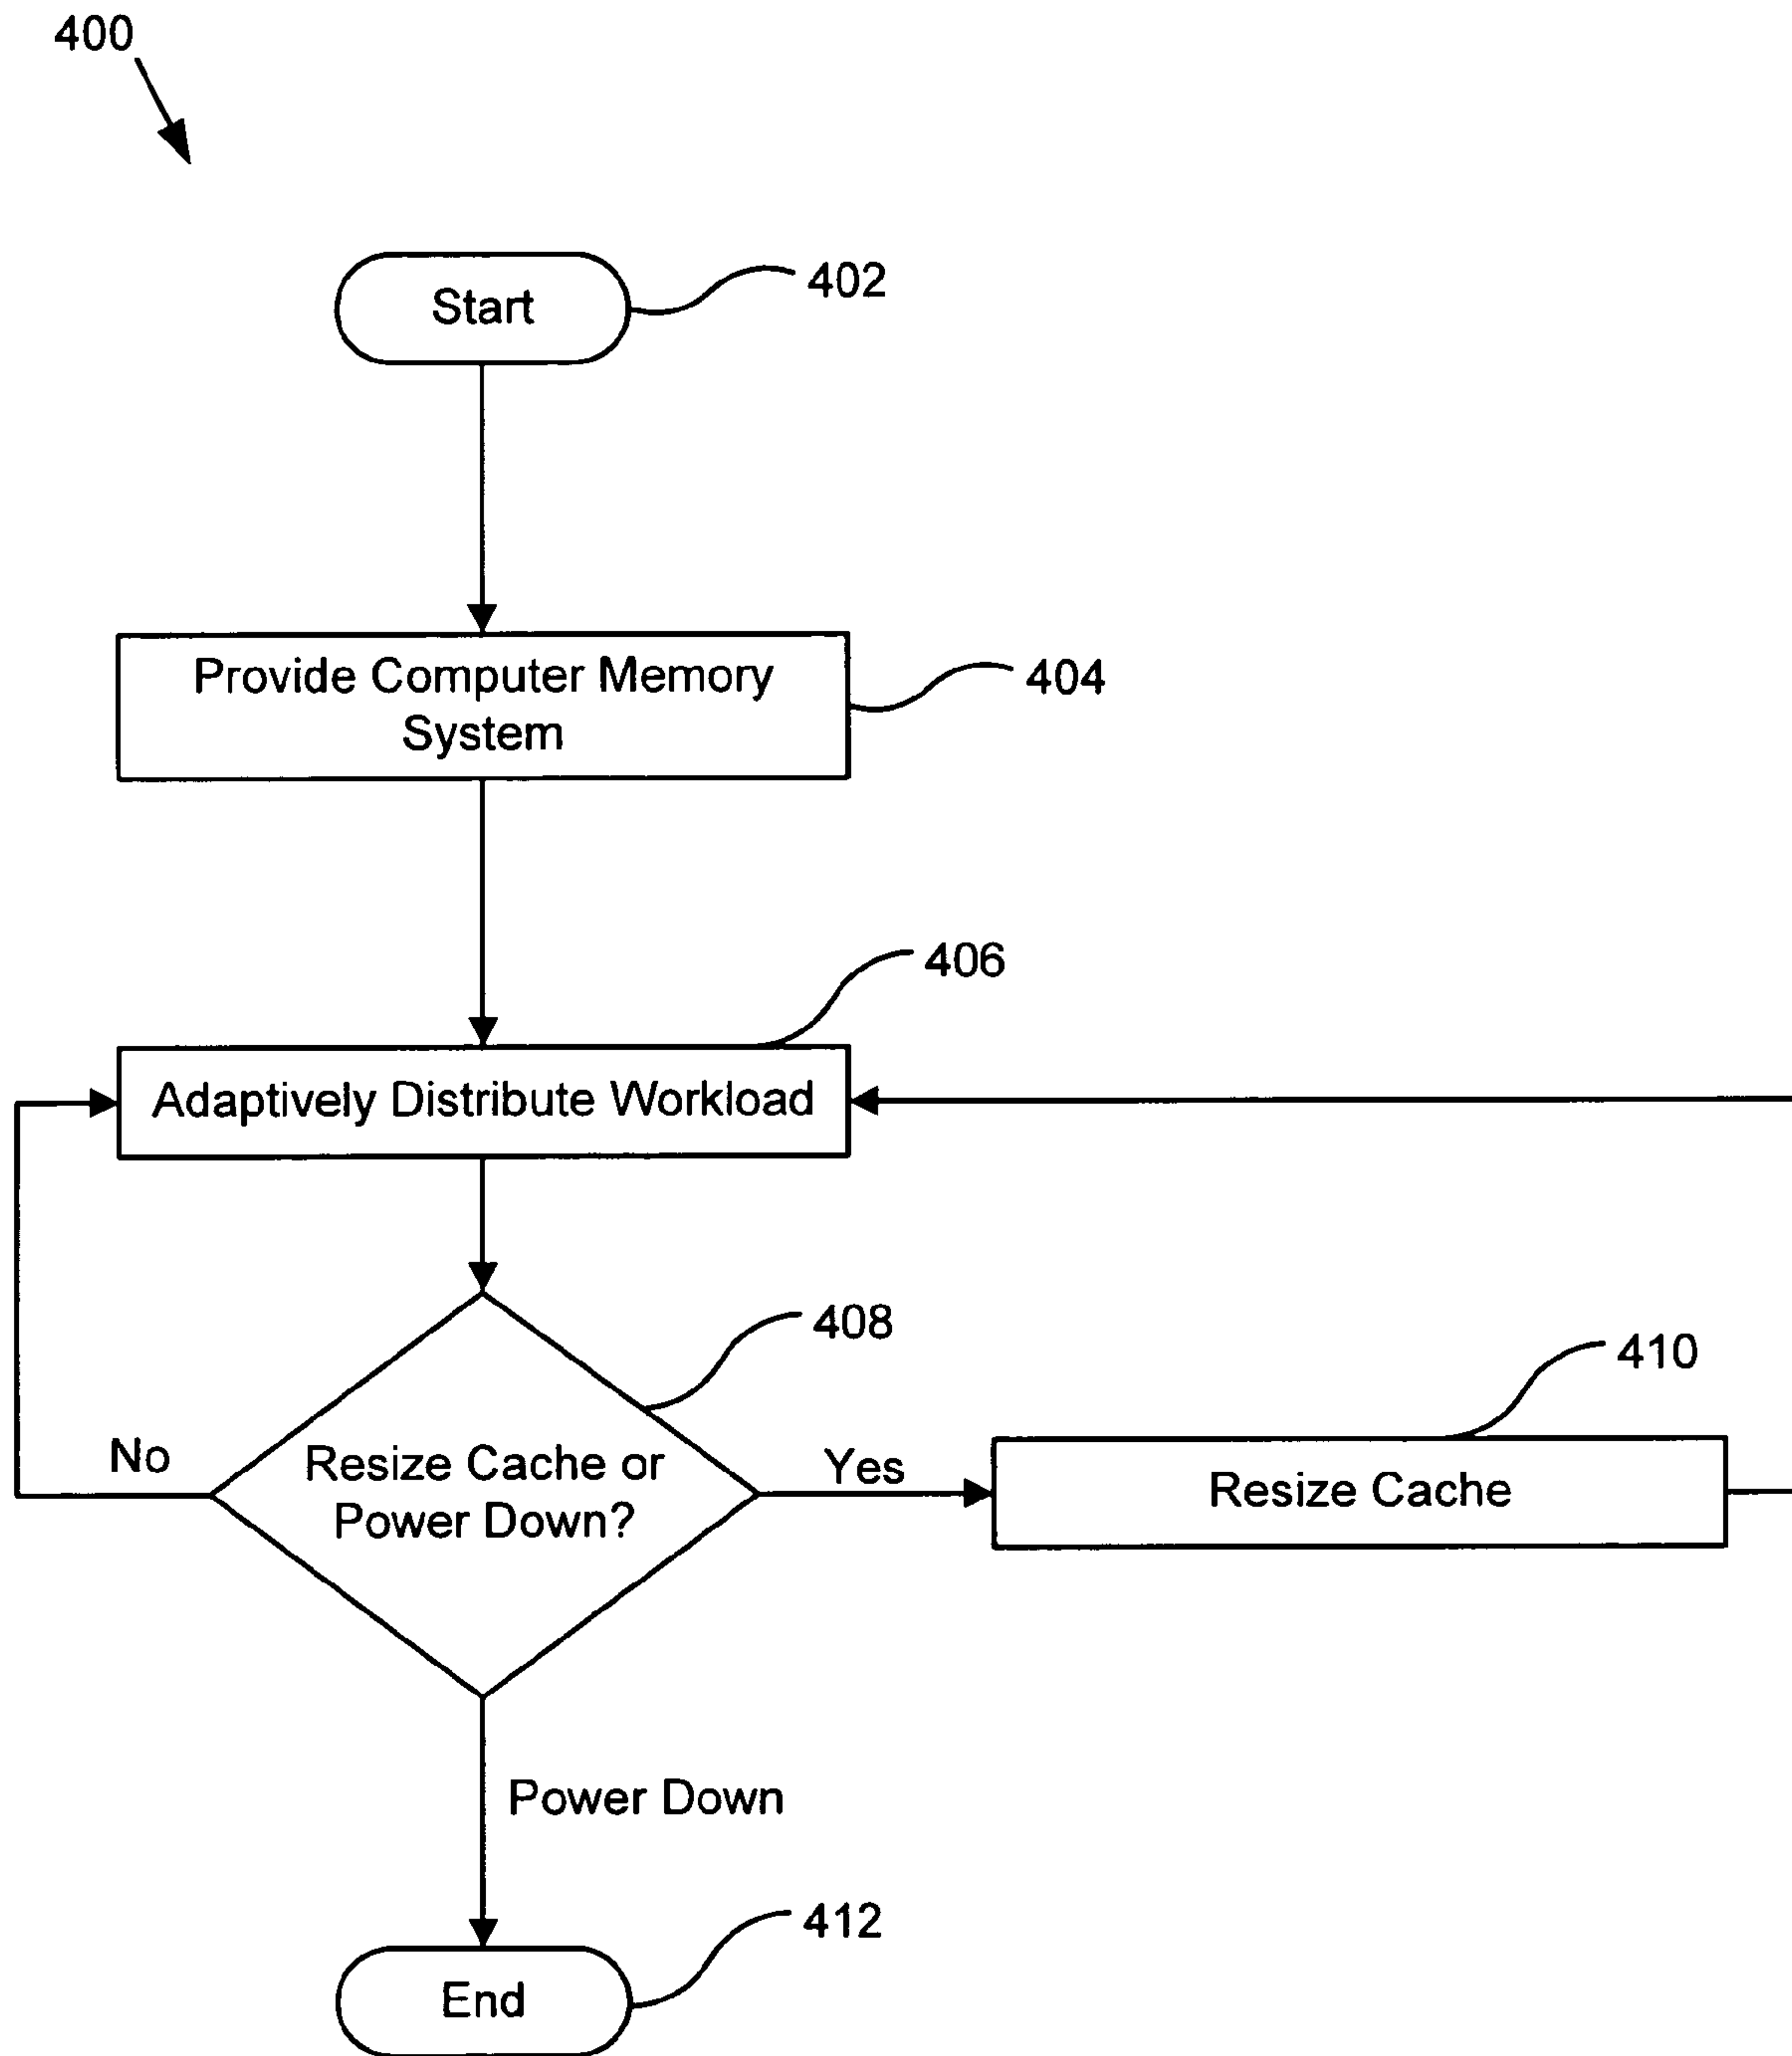 400
Start
402
Provide Computer Memory
System
404
406
Adaptively Distribute Workload
408
410
No
Resize Cache or
Power Down?
Yes
Resize Cache
Power Down
412
End